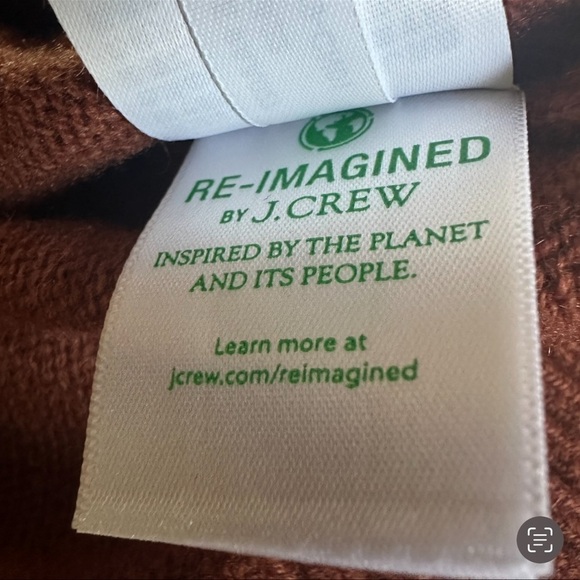 RE-IMAGINED
BY J.CREW
INSPIRED BY THE PLANET
AND ITS PEOPLE.
Learn more at
jcrew.com/reimagined